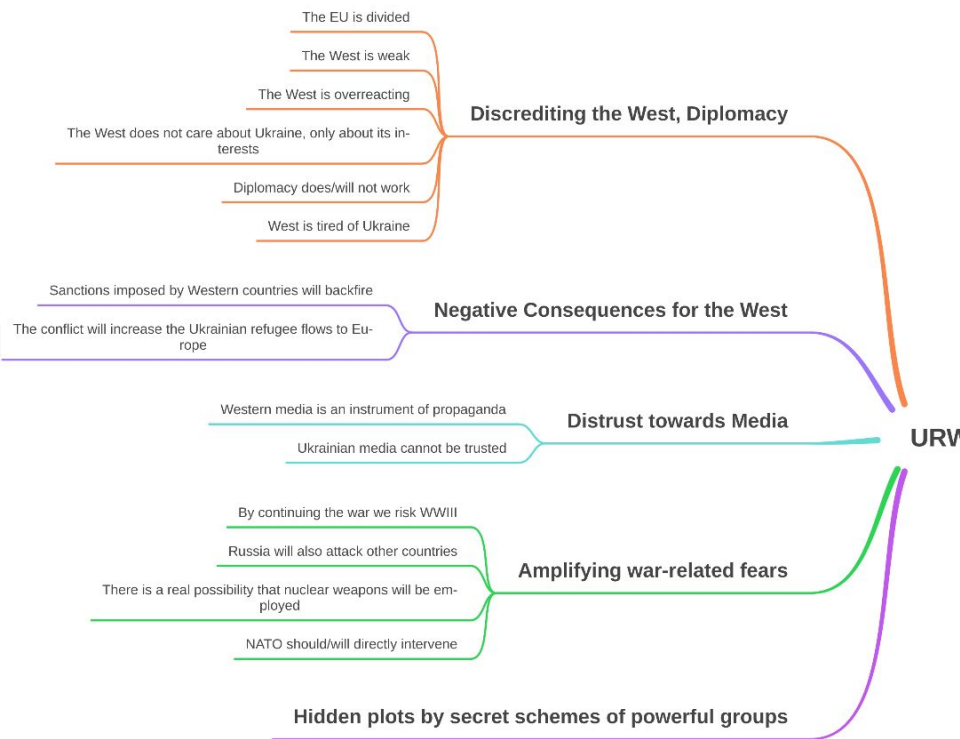 The EU is divided
The West is weak
The West is overreacting
Discrediting the West, Diplomacy
The West does not care about Ukraine, only about its in-
terests
Diplomacy does/will not work
West is tired of Ukraine
Sanctions imposed by Western countries will backfire
Negative Consequences for the West
The conflict will increase the Ukrainian refugee flows to Eu-
rope
Western media is an instrument of propaganda
Distrust towards Media
Ukrainian media cannot be trusted
URW
By continuing the war we risk WWIII
Russia will also attack other countries
Amplifying war-related fears
There is a real possibility that nuclear weapons will be em-
ployed
NATO should/will directly intervene
Hidden plots by secret schemes of powerful groups